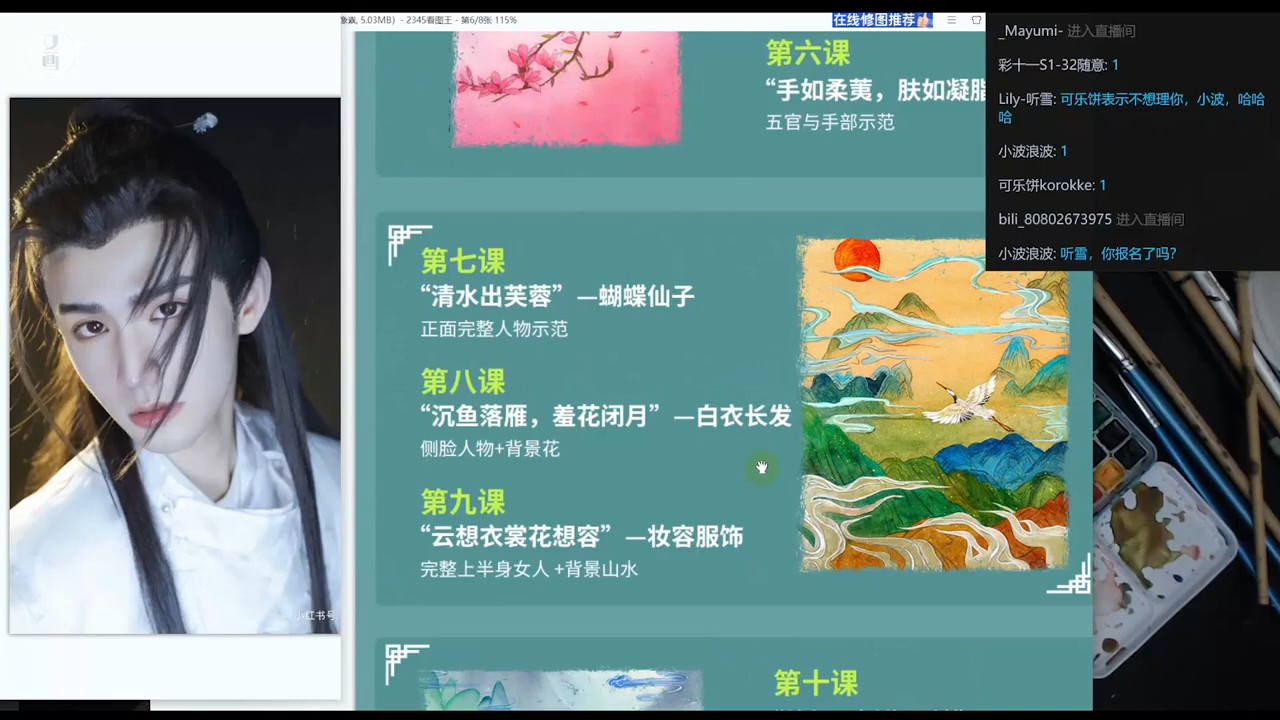 象素, 5.03MB） - 2345看图王 - 第6/8张 115%
在线修图推荐
第六课
“手如柔荑，肤如凝脂
五官与手部示范
第七课
“清水出芙蓉” —蝴蝶仙子
正面完整人物示范
第八课
“沉鱼落雁，羞花闭月” —白衣长发
侧脸人物+背景花
第九课
“云想衣裳花想容” —妆容服饰
完整上半身女人 +背景山水
第十课
小红书号
_Mayumi- 进入直播间
彩十一S1-32随意: 1
Lily-听雪: 可乐饼表示不想理你，小波，哈哈
哈
小波浪波: 1
可乐饼korokke: 1
bili_80802673975 进入直播间
小波浪波: 听雪，你报名了吗?